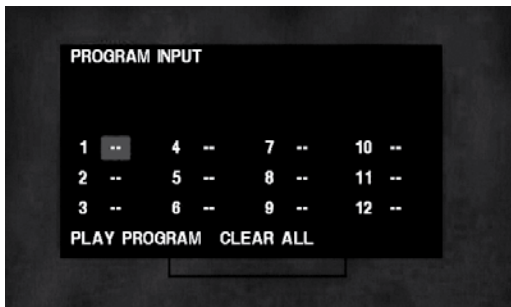 PROGRAM INPUT
1 -- 4 -- 7 -- 10 --
2 -- 5 -- 8 -- 11 --
3 -- 6 -- 9 -- 12 --
PLAY PROGRAM CLEAR ALL